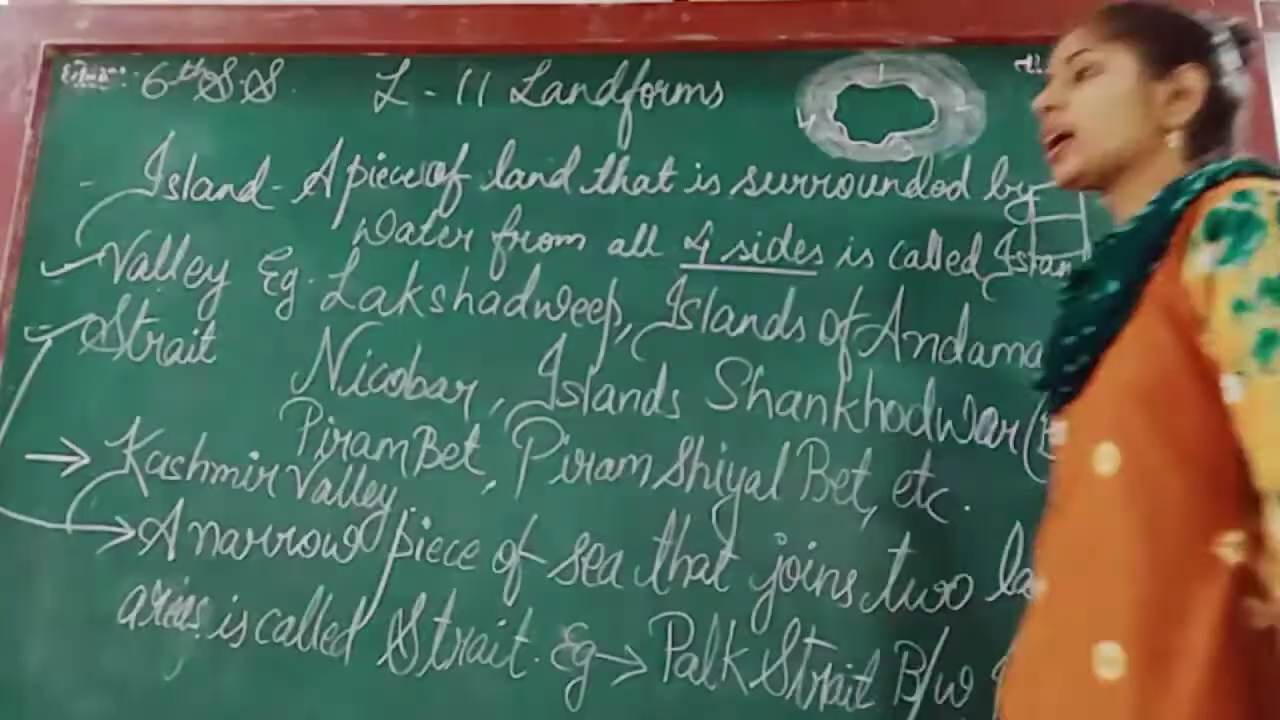 6th S.S. L-11 Landforms
Island - A piece of land that is surrounded by
Water from all 4 sides is called Islan
Valley Eg. Lakshadweep, Islands of Andama
Strait Nicobar, Islands Shankhodwar (
PiramBet, Piram Shiyal Bet, etc.
→ Kashmir Valley.
→ A narrow piece of sea that joins two la
areas is called Strait. Eg → Palk Strait B/w